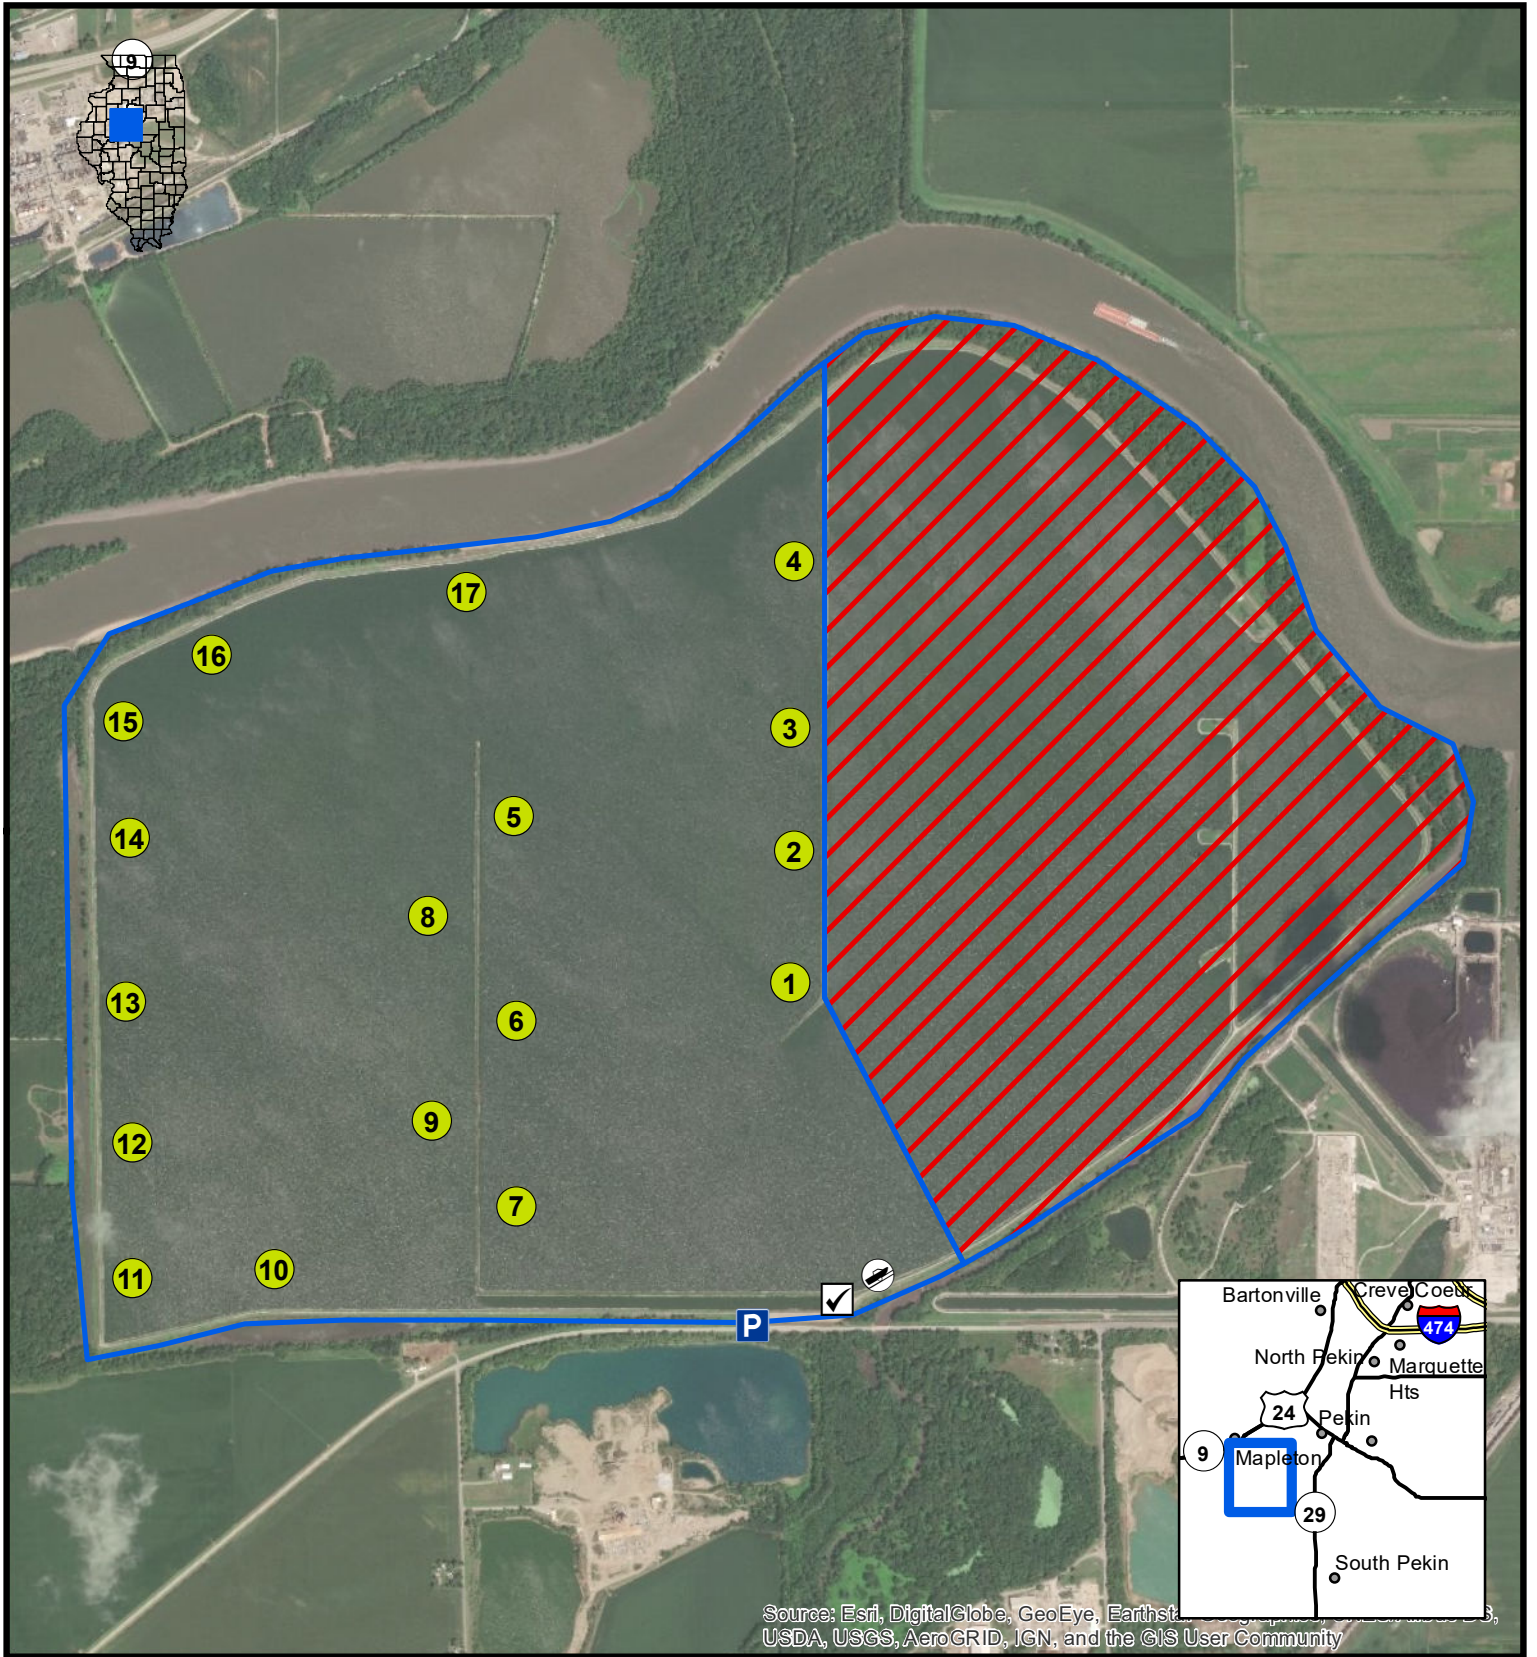 9
4
17
16
15
3
5
14
2
8
1
13
6
9
12
7
10
11
P
Bartonville
Creve Coeur
474
North Pekin
Marquette
Hts
24
Pekin
9
Mapleton
29
South Pekin
Source: Esri, DigitalGlobe, GeoEye,
USDA, USGS, AeroGRID, IGN, and the GIS User Community